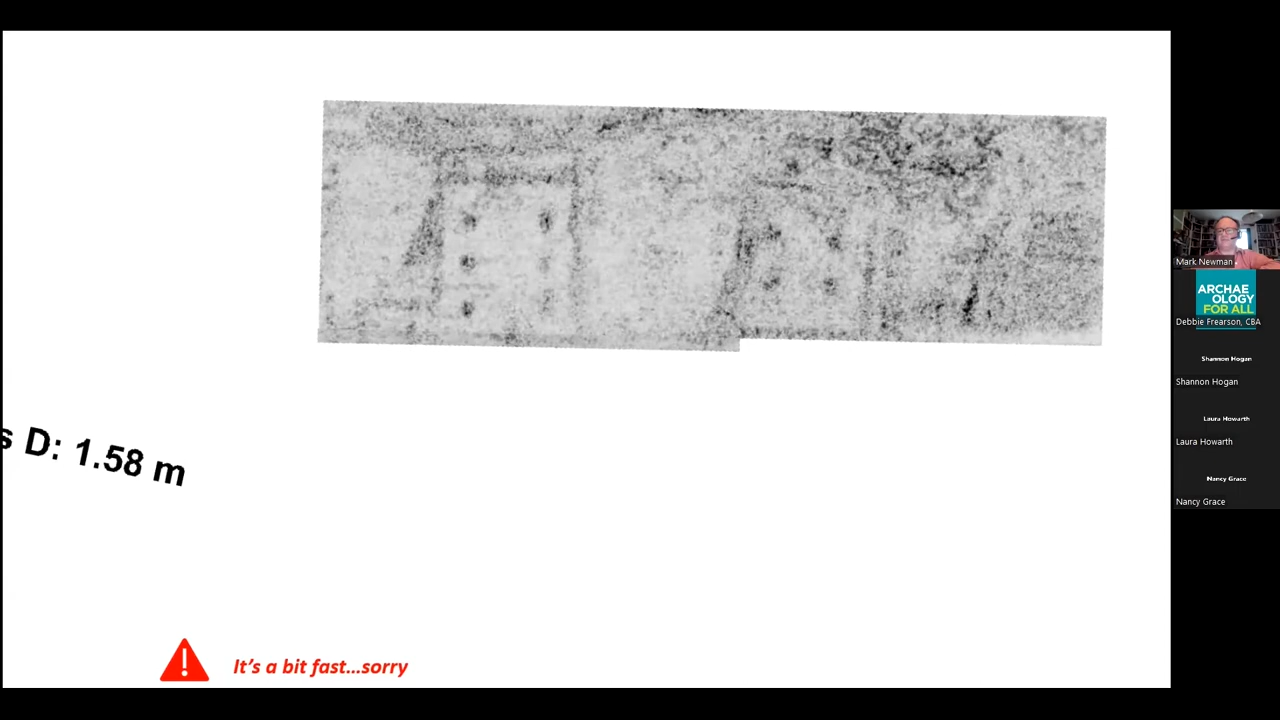 s D: 1.58 m
It's a bit fast...sorry
Mark Newman
ARCHAE
OLOGY
FOR ALL
Debbie Frearson, CBA
Shannon Hogan
Shannon Hogan
Laura Howarth
Laura Howarth
Nancy Grace
Nancy Grace